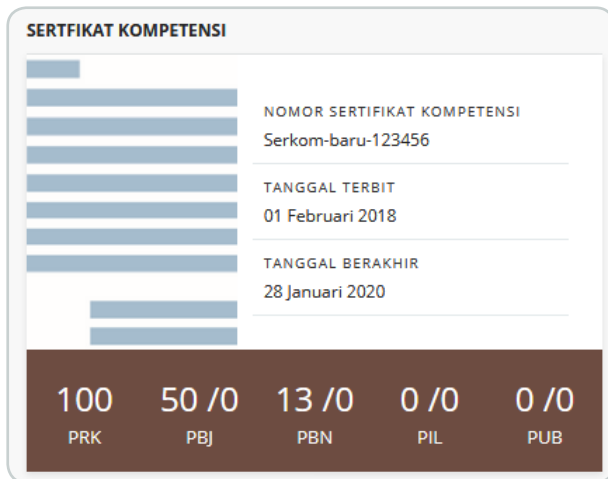 SERTFIKAT KOMPETENSI
NOMOR SERTIFIKAT KOMPETENSI
Serkom-baru-123456
TANGGAL TERBIT
01 Februari 2018
TANGGAL BERAKHIR
28 Januari 2020
100 50 /0 13 /0 0 /0 0 /0
PRK PBJ PBN PIL PUB